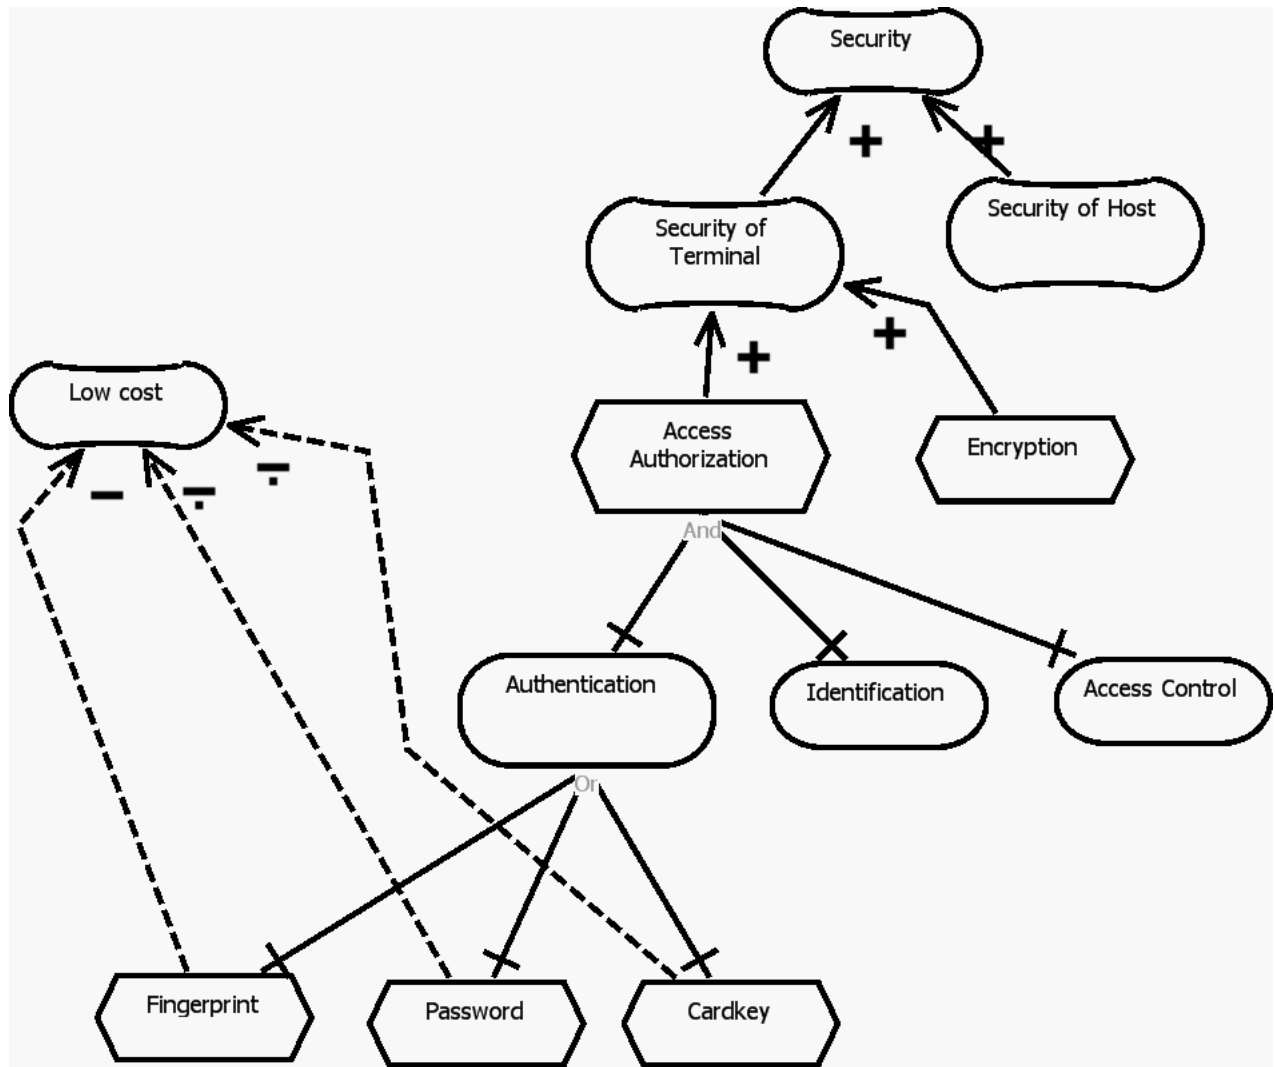 Security
+
+
Security of Host
Security of
Terminal
+
+
Low cost
Access
Authorization
Encryption
And
Authentication
Identification
Access Control
Or
Fingerprint
Password
Cardkey